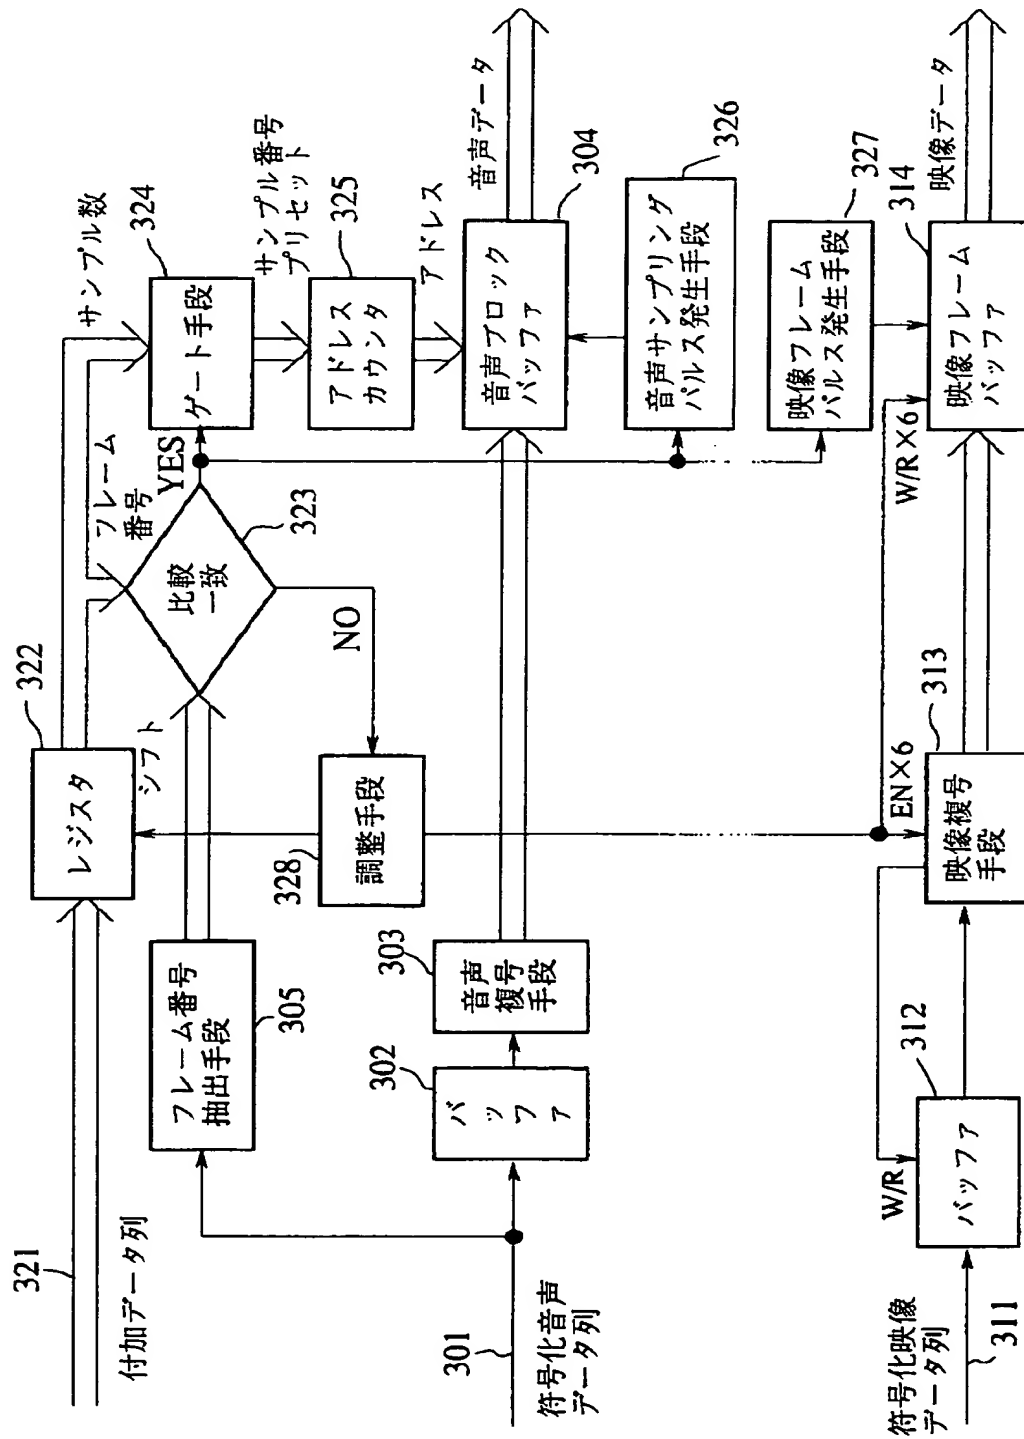 付加データ列
321
レジスタ
322
シフト
フレーム
番号
サンプル数
フレーム番号
抽出手段
305
比較
一致
323
YES
NO
ゲート手段
324
サンプル番号
プリセット
アドレス
カウンタ
325
アドレス
調整手段
328
符号化音声
データ列
301
バッファ
302
音声
複号
手段
303
音声ブロック
バッファ
304
音声データ
音声サンプリング
パルス発生手段
326
映像フレーム
パルス発生手段
327
符号化映像
データ列
311
バッファ
312
W/R
映像複号
手段
313
EN×6
W/R×6
映像フレーム
バッファ
314
映像データ